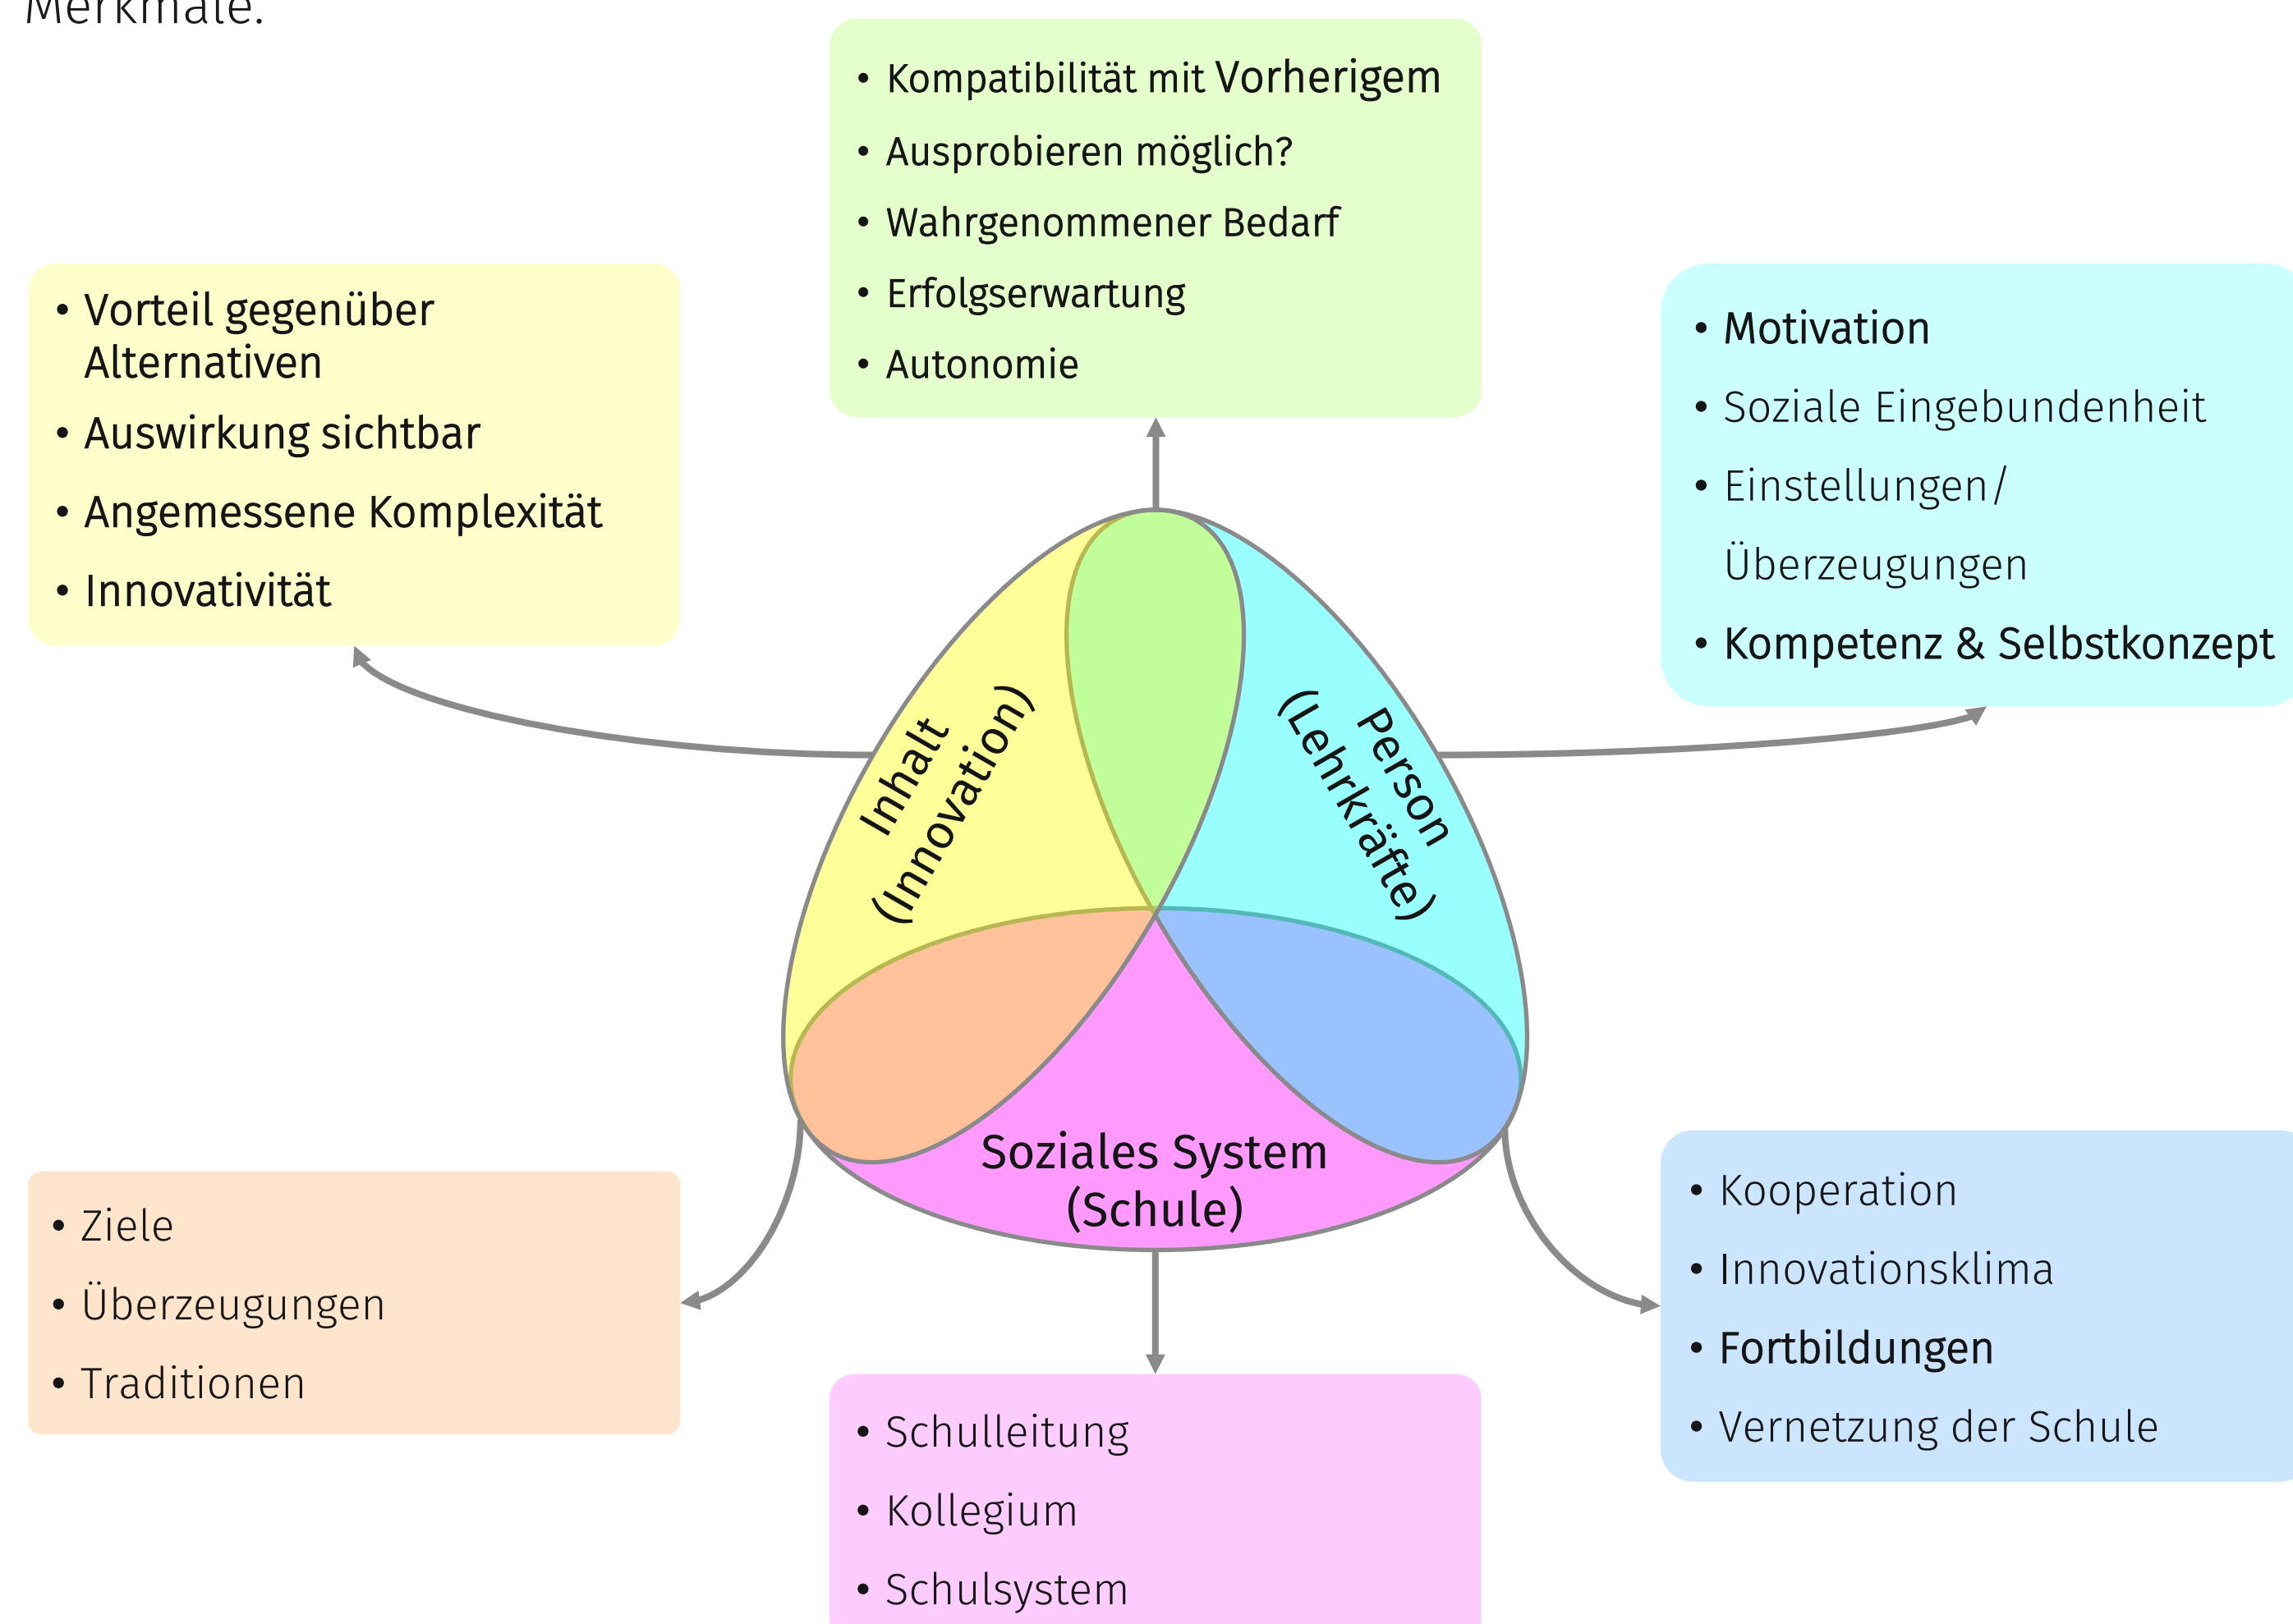 Merkmale.
• Kompatibilität mit Vorherigem
• Ausprobieren möglich?
• Wahrgenommener Bedarf
• Erfolgserwartung
• Autonomie
• Vorteil gegenüber
Alternativen
• Auswirkung sichtbar
• Angemessene Komplexität
• Innovativität
• Motivation
• Soziale Eingebundenheit
• Einstellungen/
Überzeugungen
• Kompetenz & Selbstkonzept
Inhalt
(Innovation)
Person
(Lehrkräfte)
Soziales System
(Schule)
• Ziele
• Überzeugungen
• Traditionen
• Schulleitung
• Kollegium
• Schulsystem
• Kooperation
• Innovationsklima
• Fortbildungen
• Vernetzung der Schule